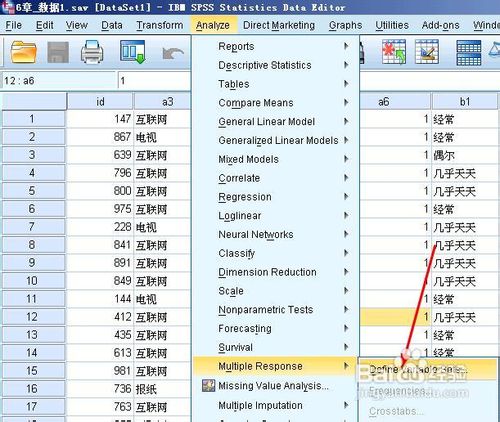 6章_数据1.sav [DataSet1] - IBM SPSS Statistics Data Editor
File Edit View Data Transform Analyze Direct Marketing Graphs Utilities Add-ons Window
12 : a6 1
id a3 a6 b1
1 147 互联网 1 经常
2 867 电视 1 经常
3 639 互联网 1 偶尔
4 796 互联网 1 几乎天天
5 800 互联网 1 几乎天天
6 975 互联网 1 经常
7 228 电视 1 几乎天天
8 841 互联网 1 几乎天天
9 891 互联网 1 几乎天天
10 849 互联网 1 几乎天天
11 144 电视 1 经常
12 412 互联网 1 几乎天天
13 435 互联网 1 经常
14 613 互联网 1 经常
15 981 互联网
16 736 报纸
17 763 互联网
Reports
Descriptive Statistics
Tables
Compare Means
General Linear Model
Generalized Linear Models
Mixed Models
Correlate
Regression
Loglinear
Neural Networks
Classify
Dimension Reduction
Scale
Nonparametric Tests
Forecasting
Survival
Multiple Response
Missing Value Analysis...
Multiple Imputation
Define Variable Sets...
Frequencies...
Crosstabs...
Baidu 经验